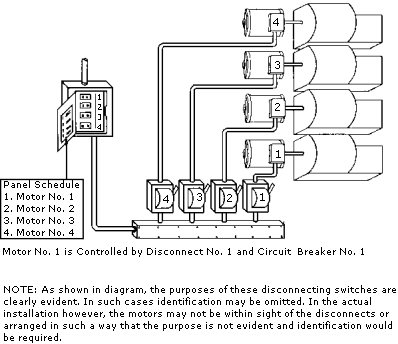 4
3
2
1
1
2
3
4
4
3
2
1
Panel Schedule
1. Motor No. 1
2. Motor No. 2
3. Motor No. 3
4. Motor No. 4
Motor No. 1 is Controlled by Disconnect No. 1 and Circuit Breaker No. 1
NOTE: As shown in diagram, the purposes of these disconnecting switches are
clearly evident. In such cases identification may be omitted. In the actual
installation however, the motors may not be within sight of the disconnects or
arranged in such a way that the purpose is not evident and identification would
be required.